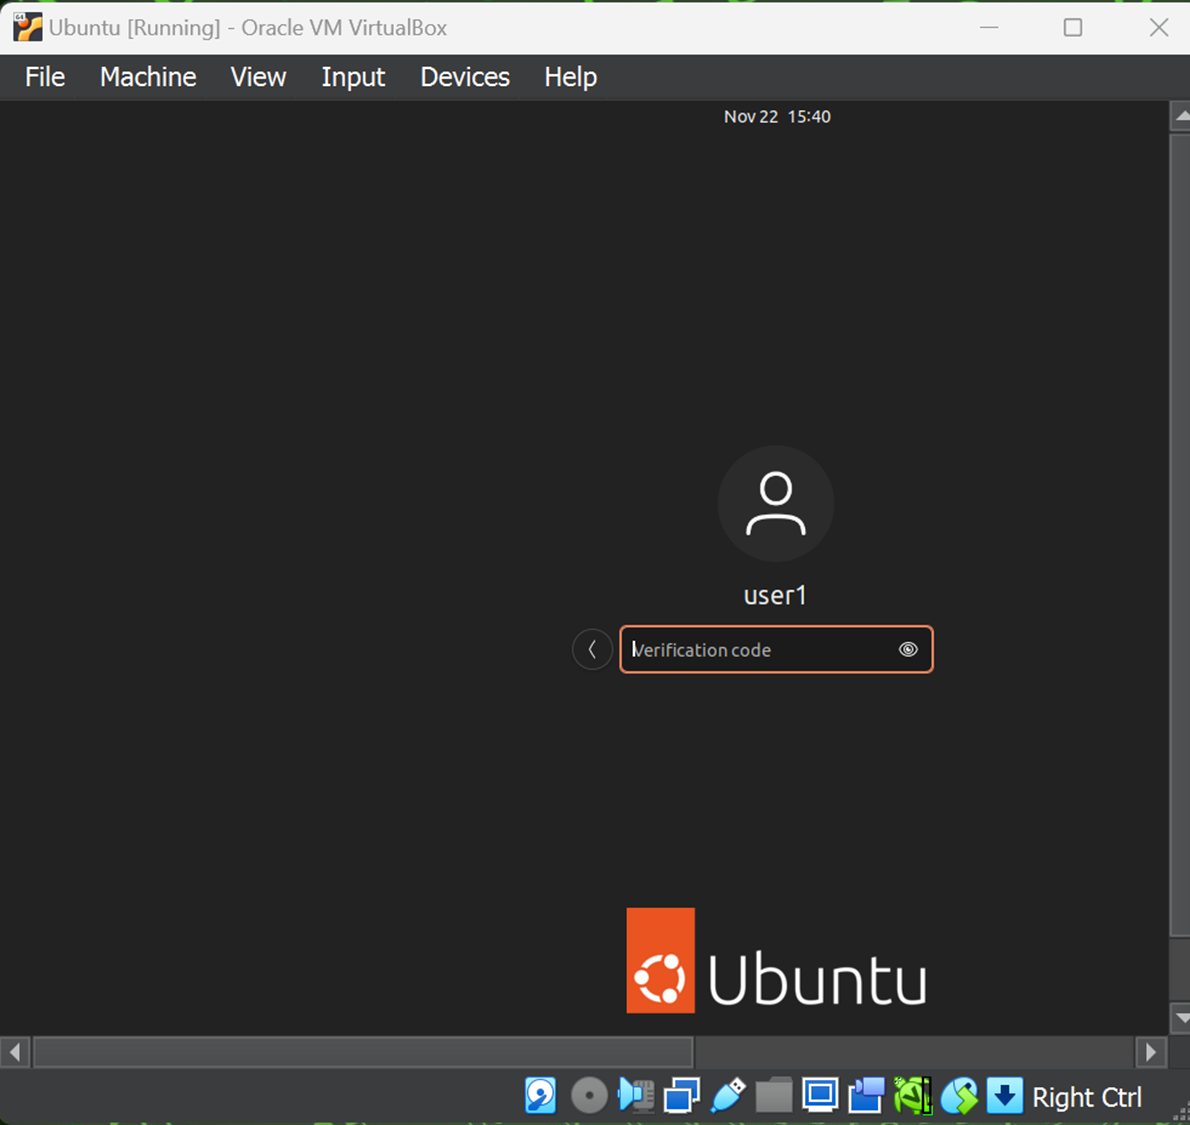 Ubuntu [Running] - Oracle VM VirtualBox
File Machine View Input Devices Help
Nov 22 15:40
user1
Verification code
Ubuntu
Right Ctrl